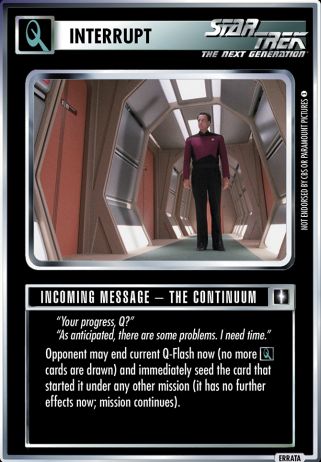 Q INTERRUPT
STAR TREK
THE NEXT GENERATION
NOT ENDORSED BY CBS OR PARAMOUNT PICTURES
INCOMING MESSAGE – THE CONTINUUM
"Your progress, Q?"
"As anticipated, there are some problems. I need time."
Opponent may end current Q-Flash now (no more Q
cards are drawn) and immediately seed the card that
started it under any other mission (it has no further
effects now; mission continues).
ERRATA